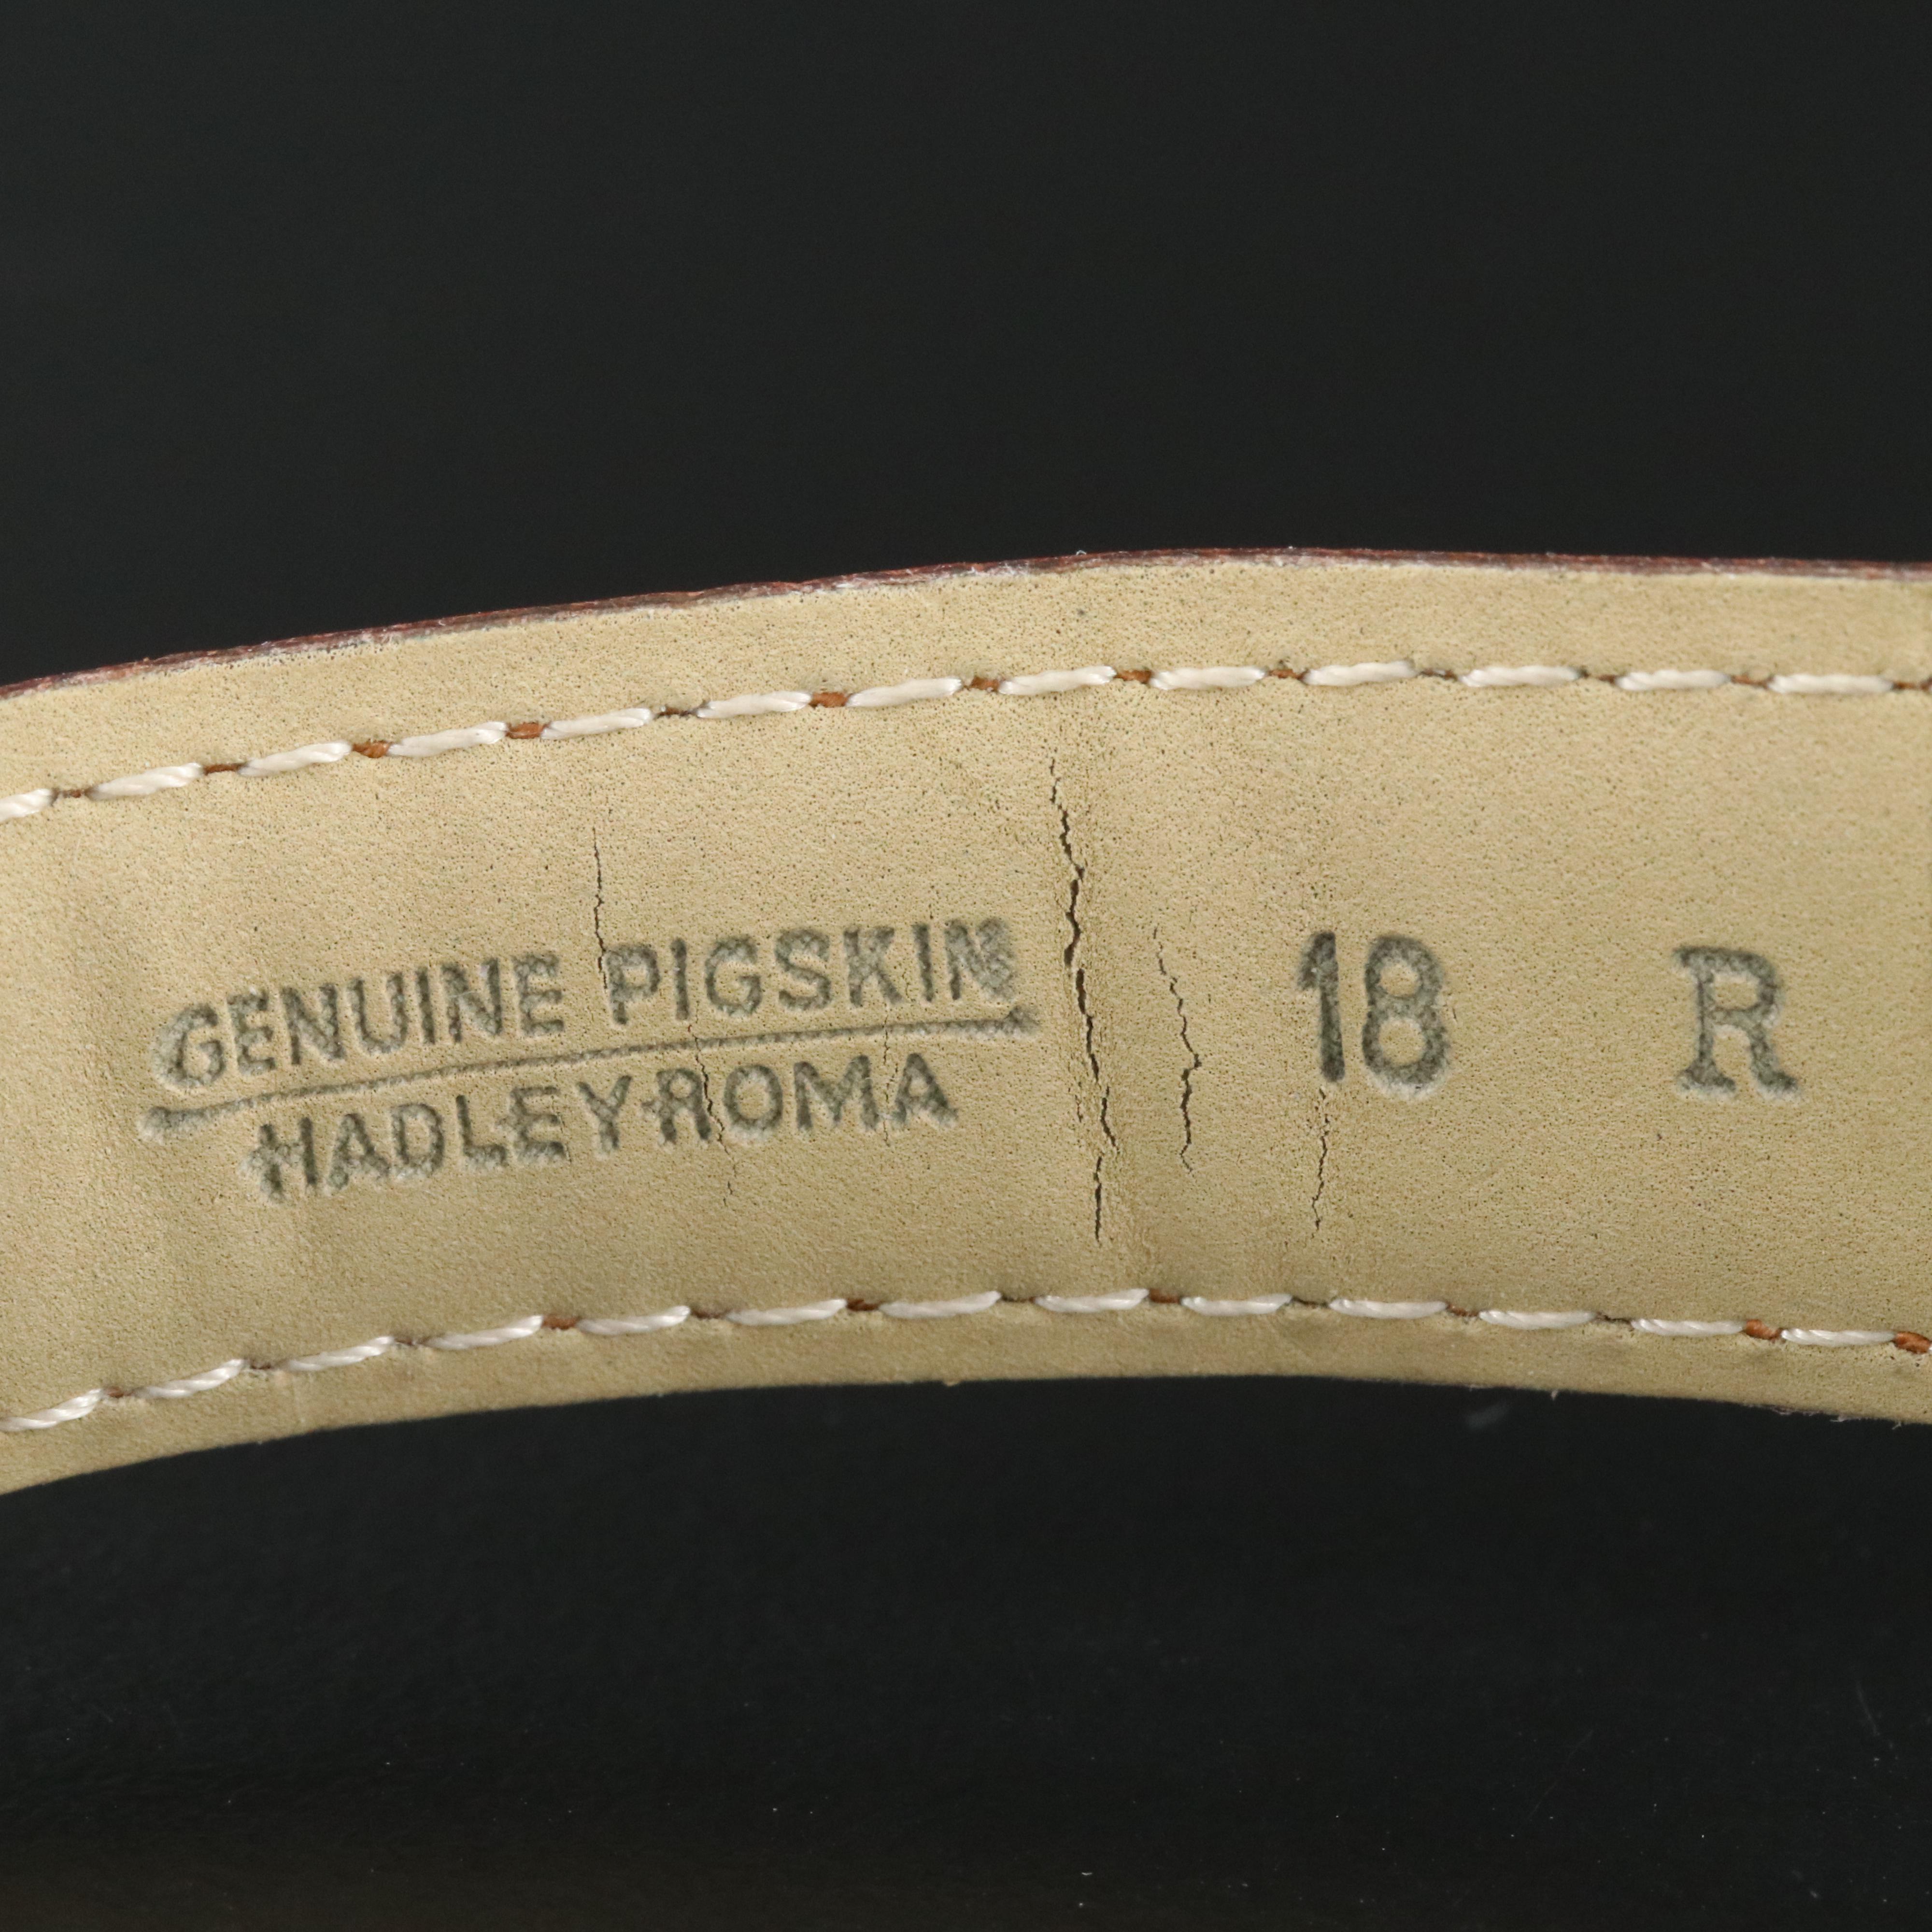 GENUINE PIGSKIN
HADLEY-ROMA
18 R